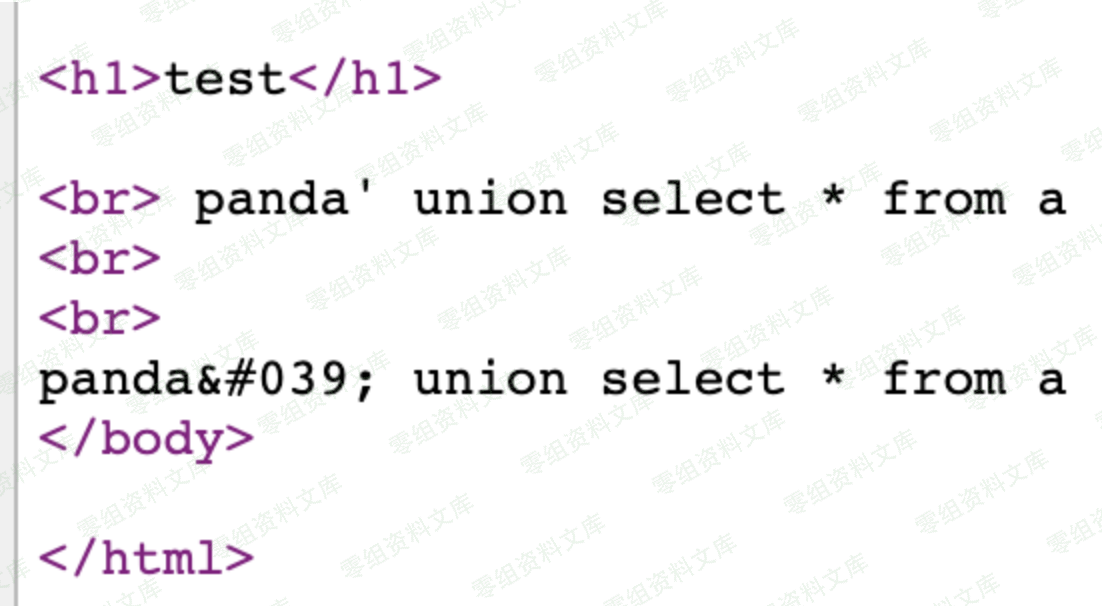 <h1>test</h1>
<br> panda' union select * from a
<br>
<br>
panda&#039; union select * from a
</body>
</html>
零组资料文库